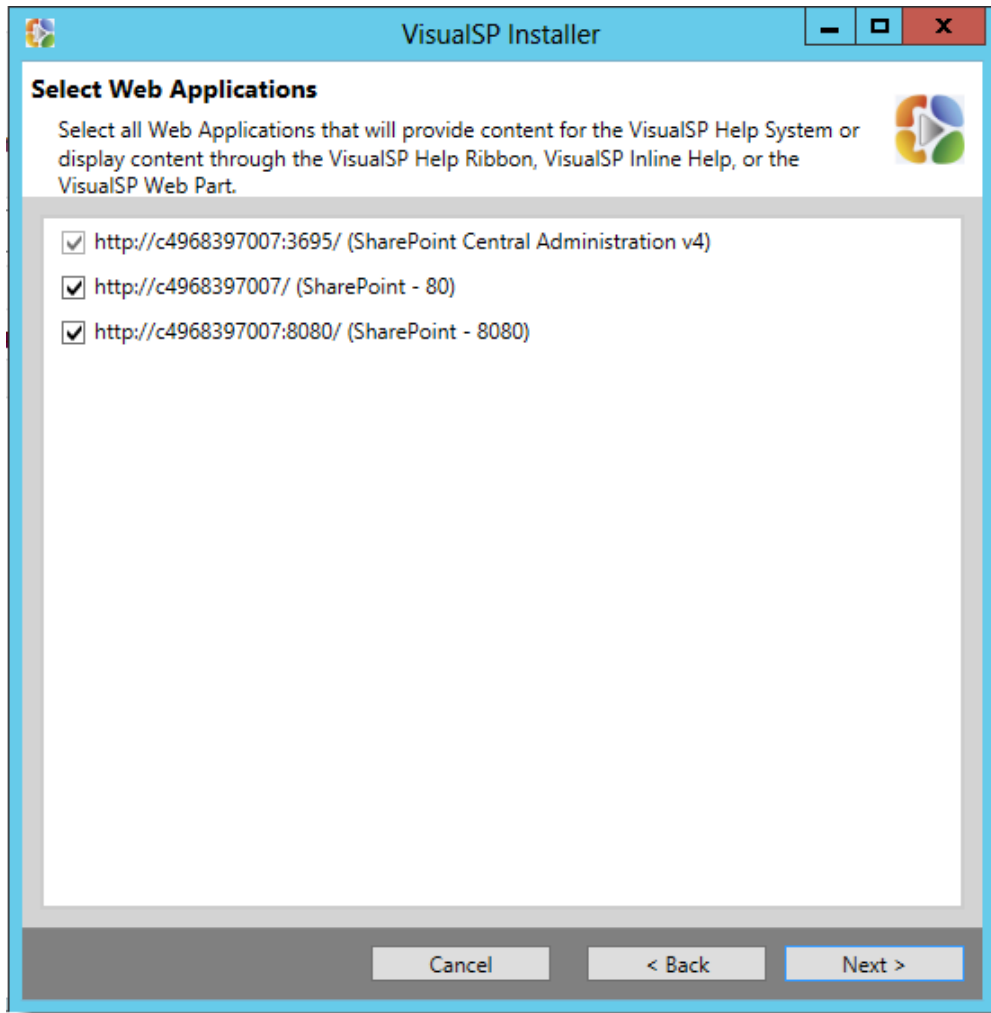 VisualSP Installer
Select Web Applications
Select all Web Applications that will provide content for the VisualSP Help System or
display content through the VisualSP Help Ribbon, VisualSP Inline Help, or the
VisualSP Web Part.
http://c4968397007:3695/ (SharePoint Central Administration v4)
http://c4968397007/ (SharePoint - 80)
http://c4968397007:8080/ (SharePoint - 8080)
Cancel
< Back
Next >